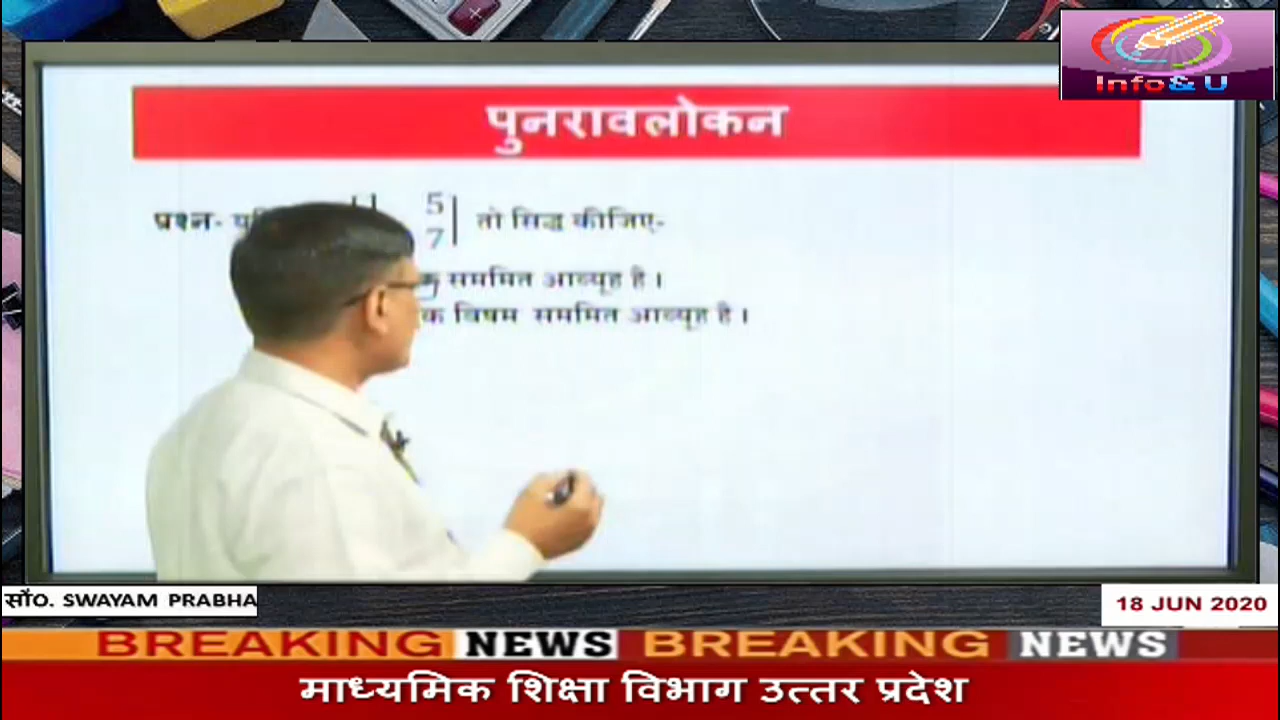 Info & U
पुनरावलोकन
प्रश्न- 5 तो सिद्ध कीजिए-
7
सममित आव्यूह है ।
विषम सममित आव्यूह है ।
सौं0. SWAYAM PRABHA
18 JUN 2020
BREAKING NEWS BREAKING NEWS
माध्यमिक शिक्षा विभाग उत्तर प्रदेश